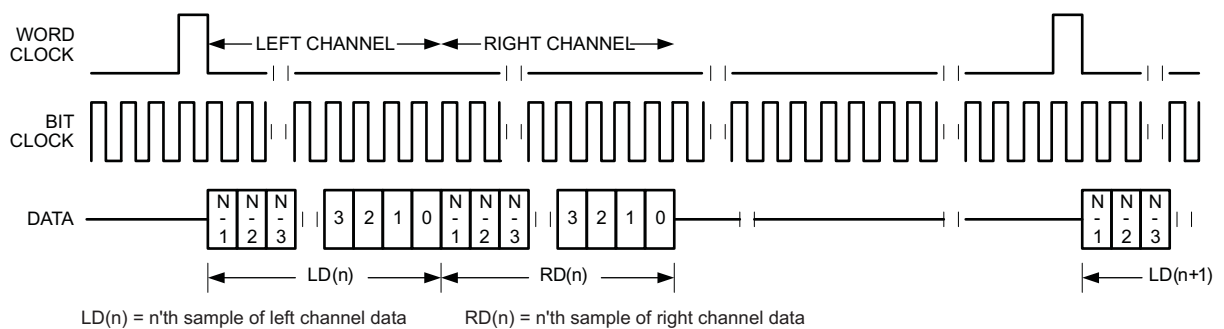 WORD
CLOCK
LEFT CHANNEL
RIGHT CHANNEL
BIT
CLOCK
DATA
N-1
N-2
N-3
3
2
1
0
N-1
N-2
N-3
3
2
1
0
N-1
N-2
N-3
LD(n)
RD(n)
LD(n+1)
LD(n) = n'th sample of left channel data
RD(n) = n'th sample of right channel data